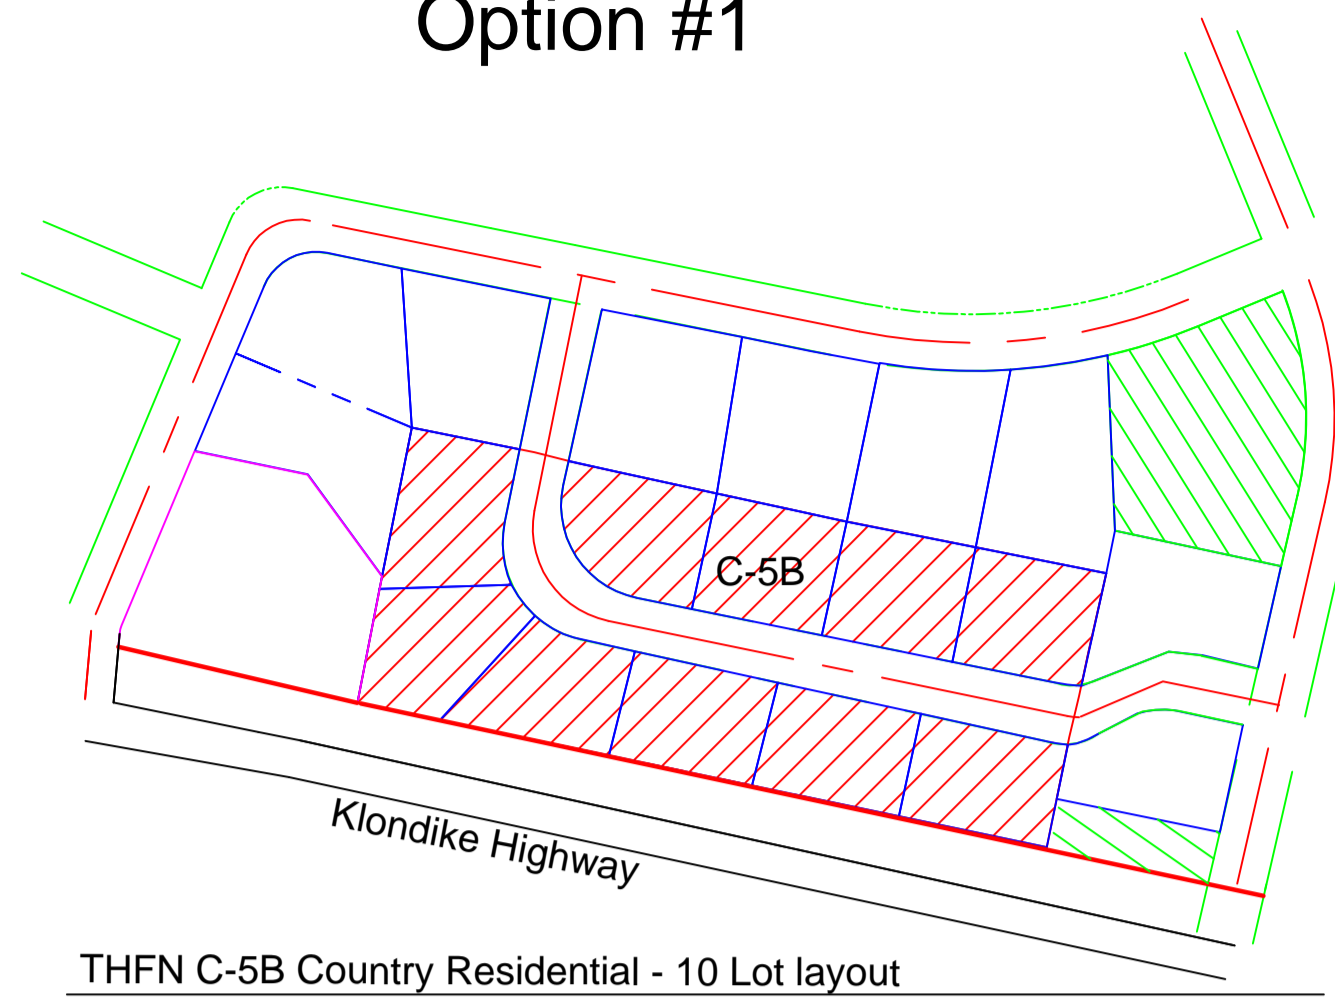 Option #1
C-5B
Klondike Highway
THFN C-5B Country Residential - 10 Lot layout